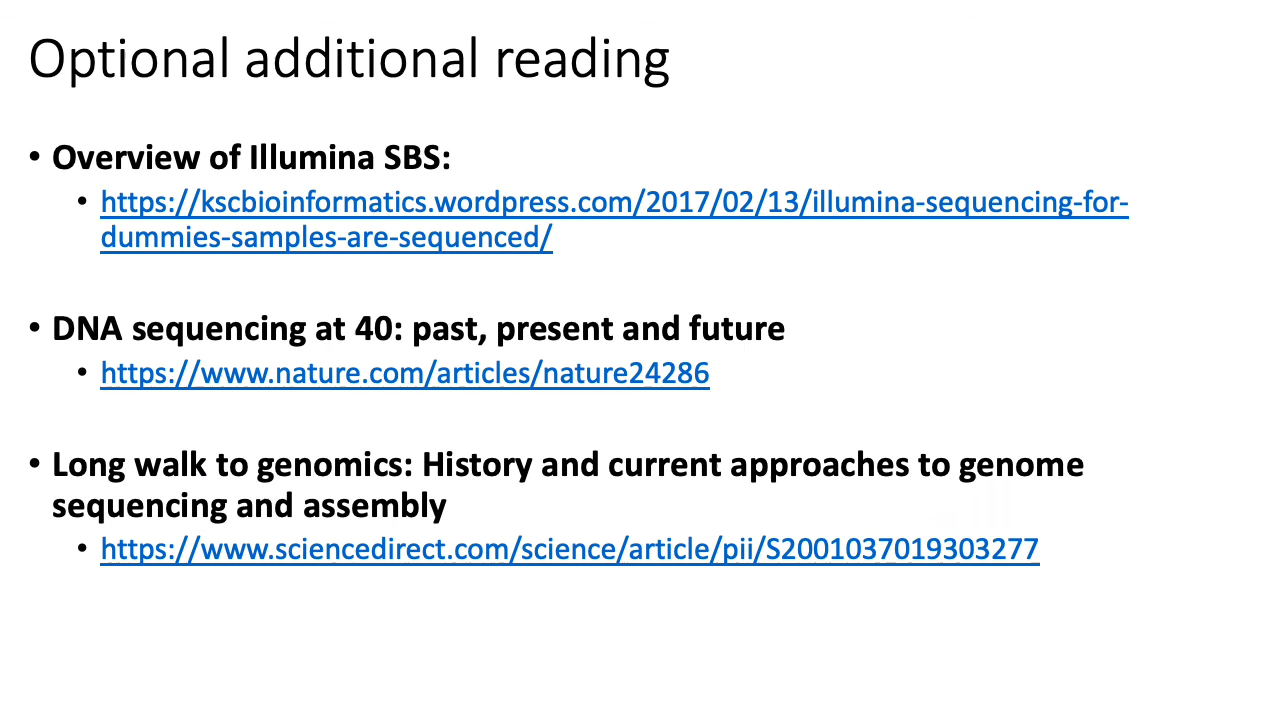 Optional additional reading
• Overview of Illumina SBS:
• https://kscbioinformatics.wordpress.com/2017/02/13/illumina-sequencing-for-
dummies-samples-are-sequenced/
• DNA sequencing at 40: past, present and future
• https://www.nature.com/articles/nature24286
• Long walk to genomics: History and current approaches to genome
sequencing and assembly
• https://www.sciencedirect.com/science/article/pii/S2001037019303277